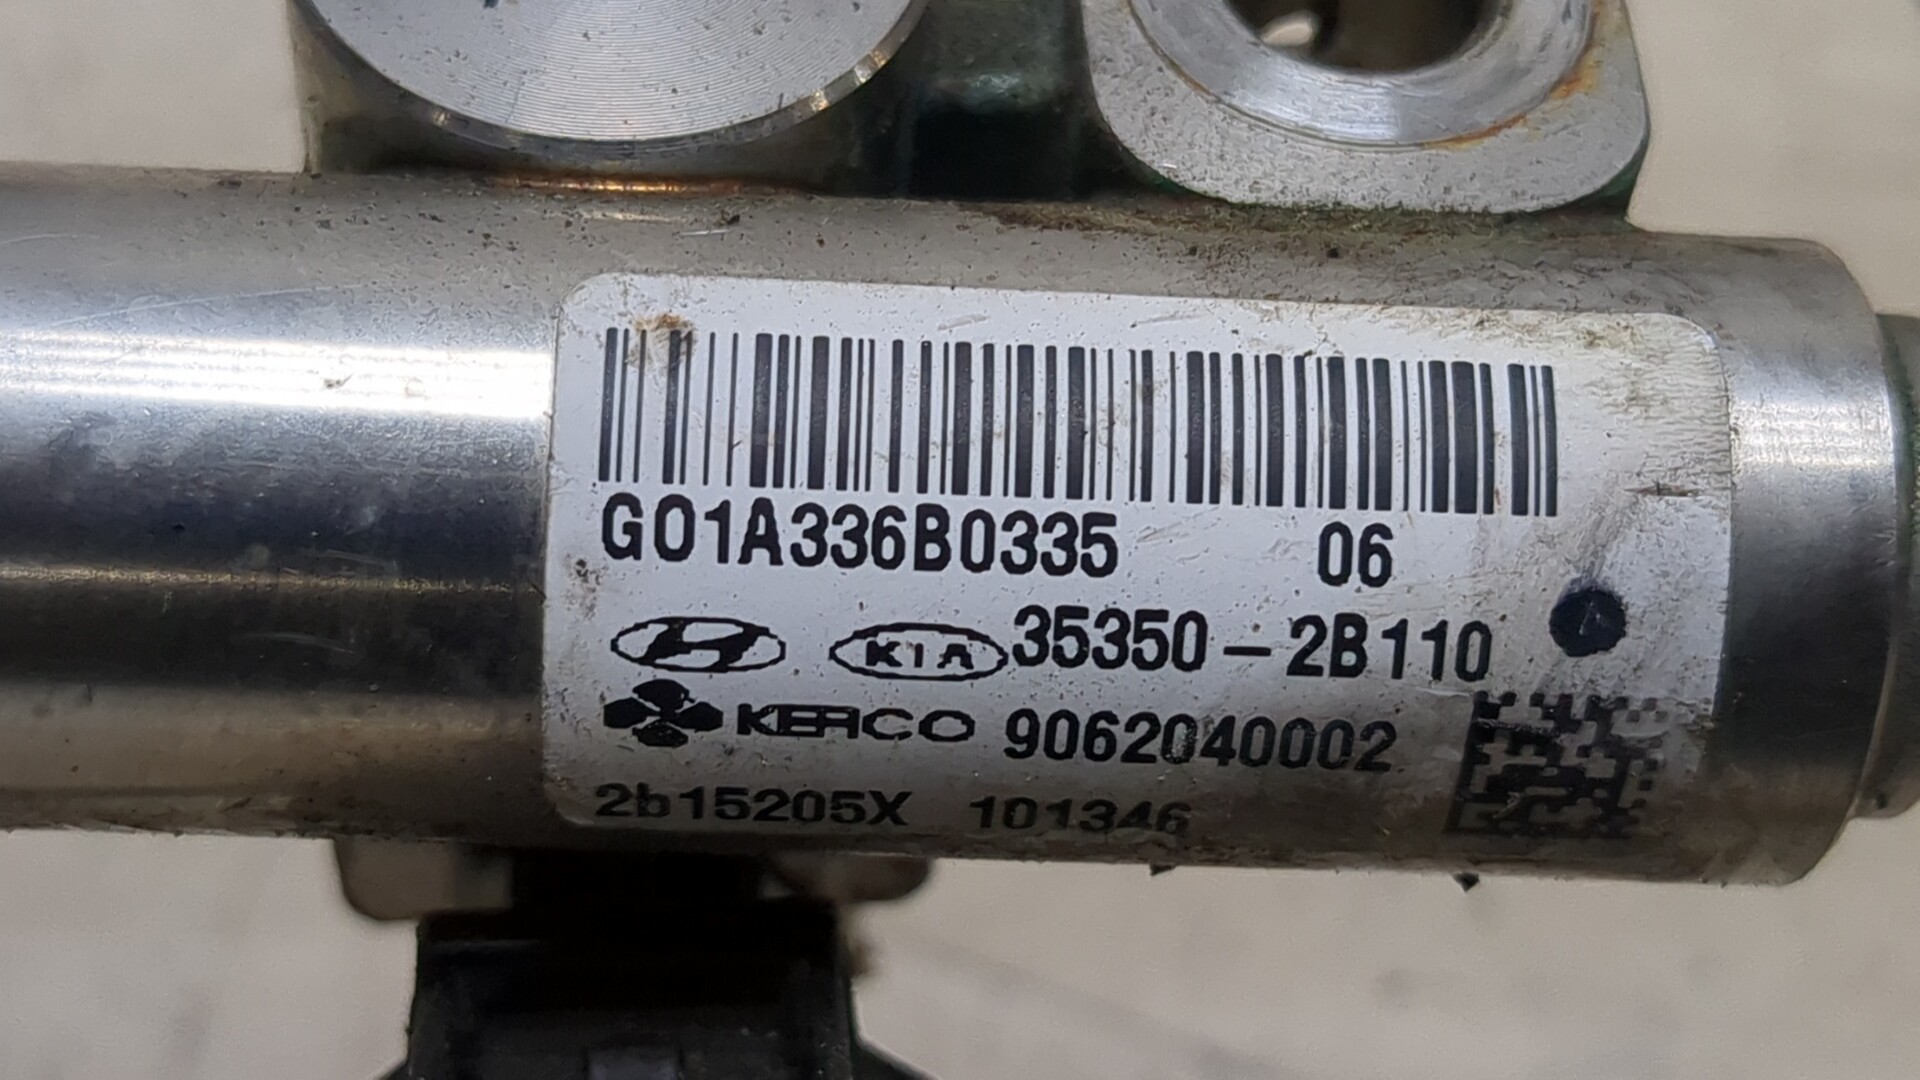 G01A336B0335 06
KIA 35350-2B110
KEFICO 9062040002
2b15205X 101346